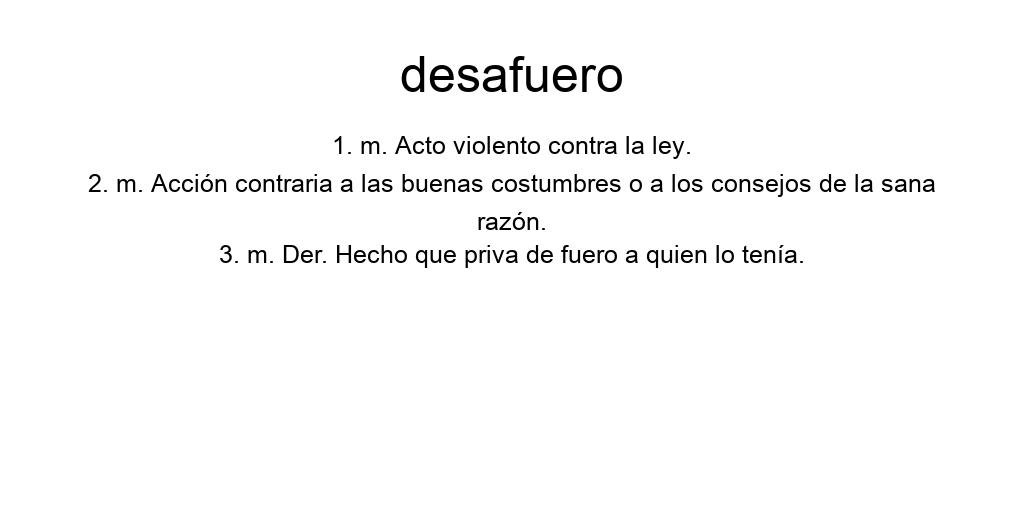 desafuero
1. m. Acto violento contra la ley.
2. m. Acción contraria a las buenas costumbres o a los consejos de la sana
razón.
3. m. Der. Hecho que priva de fuero a quien lo tenía.